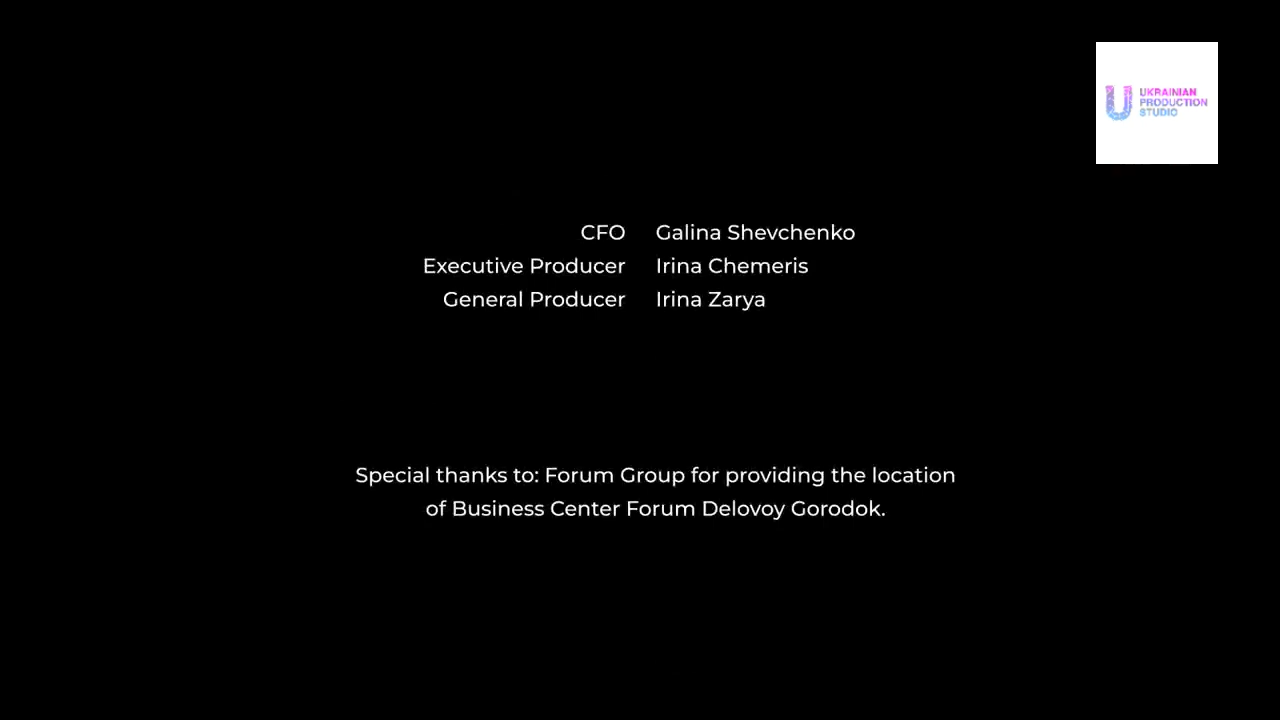 UKRAINIAN
PRODUCTION
STUDIO
CFO Galina Shevchenko
Executive Producer Irina Chemeris
General Producer Irina Zarya
Special thanks to: Forum Group for providing the location
of Business Center Forum Delovoy Gorodok.